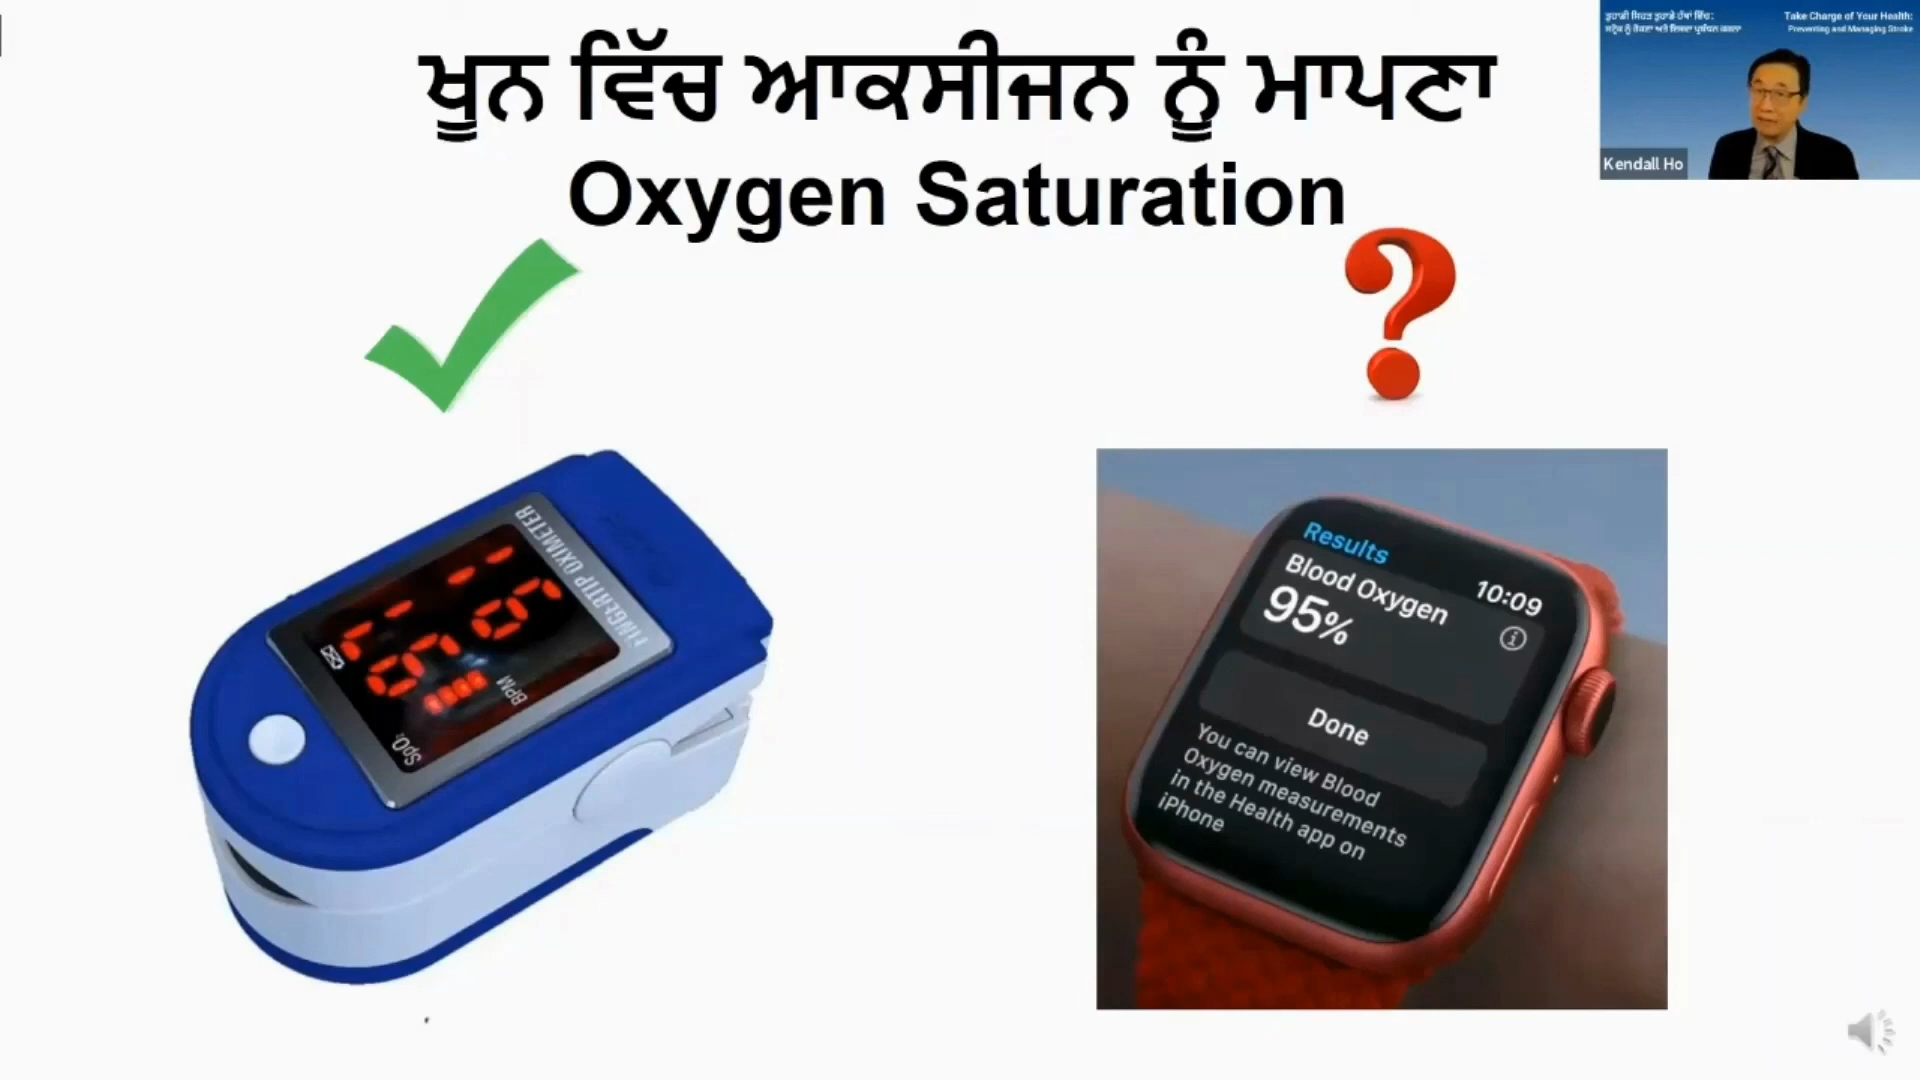 ਖੂਨ ਵਿੱਚ ਆਕਸੀਜਨ ਨੂੰ ਮਾਪਣਾ
Oxygen Saturation
ਤੁਹਾਡੀ ਸਿਹਤ ਤੁਹਾਡੇ ਹੱਥਾਂ ਵਿੱਚ:
Take Charge of Your Health:
Preventing and Managing Stroke
Kendall Ho
FINGERTIP OXIMETER
BPM
SpO₂
Results
10:09
Blood Oxygen
95%
Done
You can view Blood
Oxygen measurements
in the Health app on
iPhone